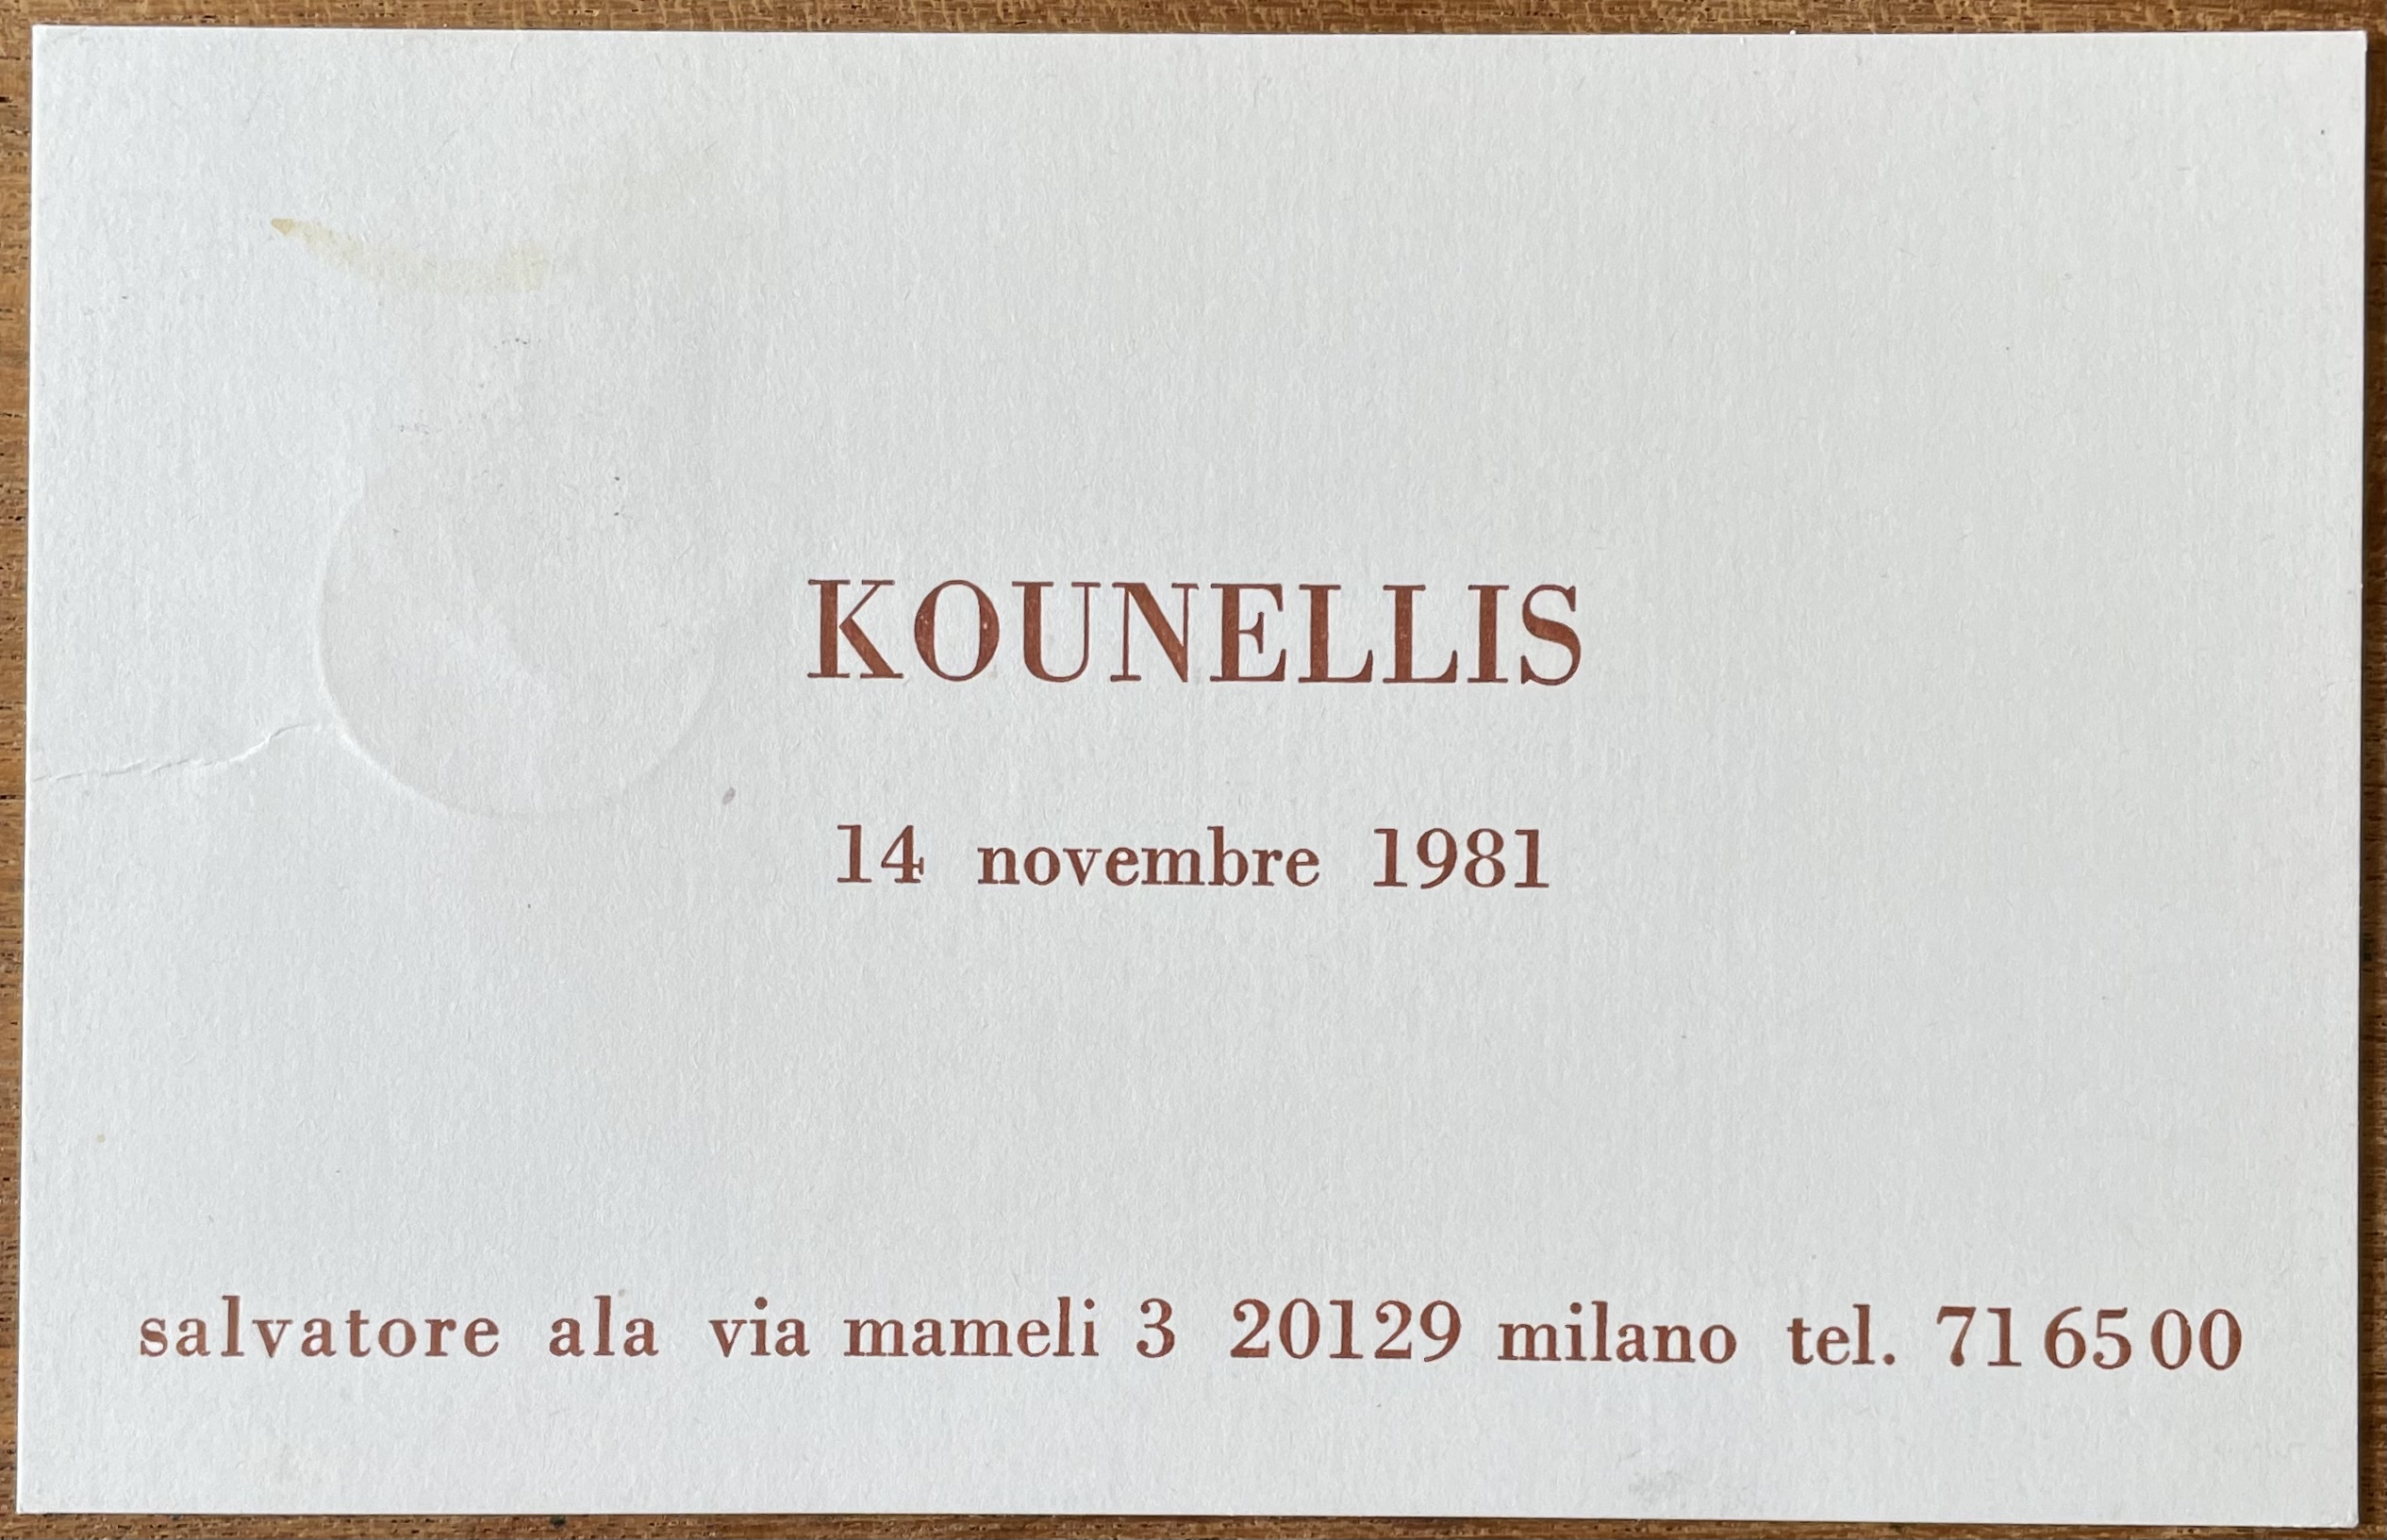 KOUNELLIS
14 novembre 1981
salvatore ala via mameli 3 20129 milano tel. 716500